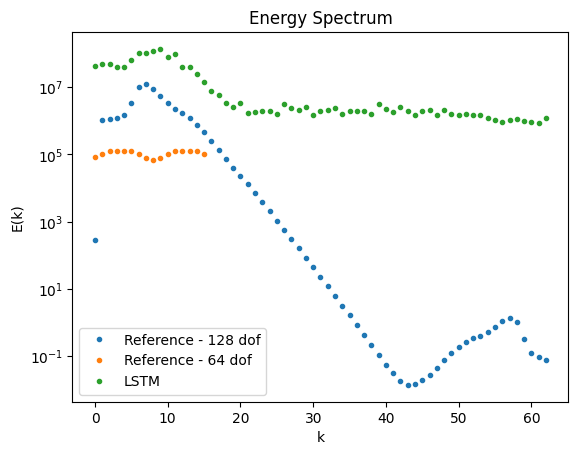 Energy Spectrum
E(k)
10^7
10^5
10^3
10^1
10^-1
Reference - 128 dof
Reference - 64 dof
LSTM
0 10 20 30 40 50 60
k